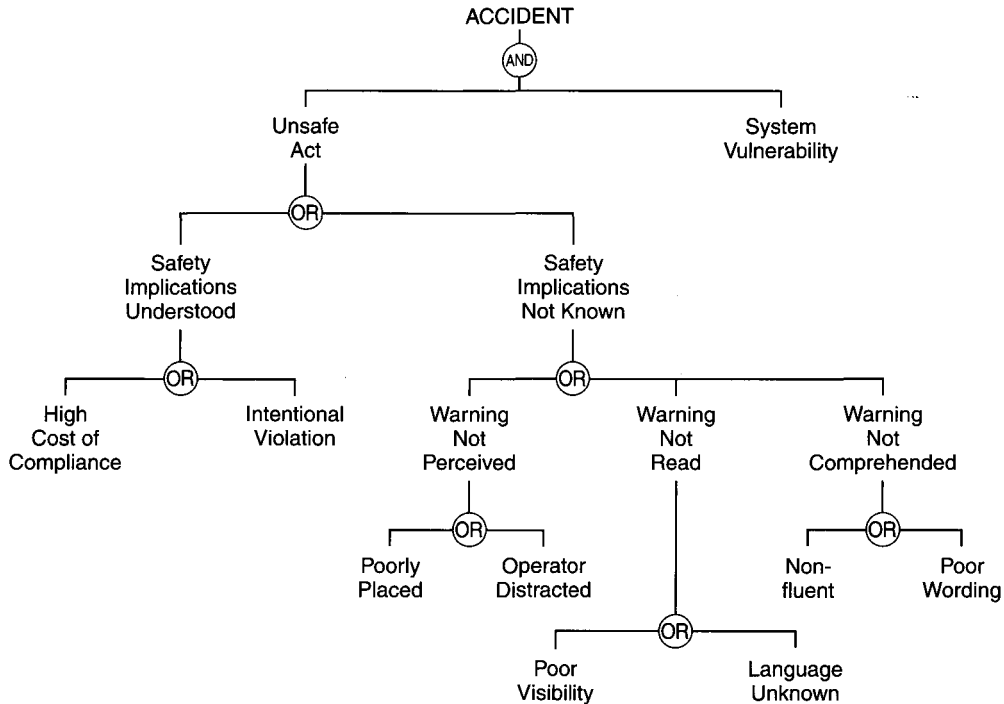 ACCIDENT
AND
Unsafe
Act
System
Vulnerability
OR
Safety
Implications
Understood
Safety
Implications
Not Known
OR
OR
High
Cost of
Compliance
Intentional
Violation
Warning
Not
Perceived
Warning
Not
Read
Warning
Not
Comprehended
OR
OR
Poorly
Placed
Operator
Distracted
Non-
fluent
Poor
Wording
OR
Poor
Visibility
Language
Unknown